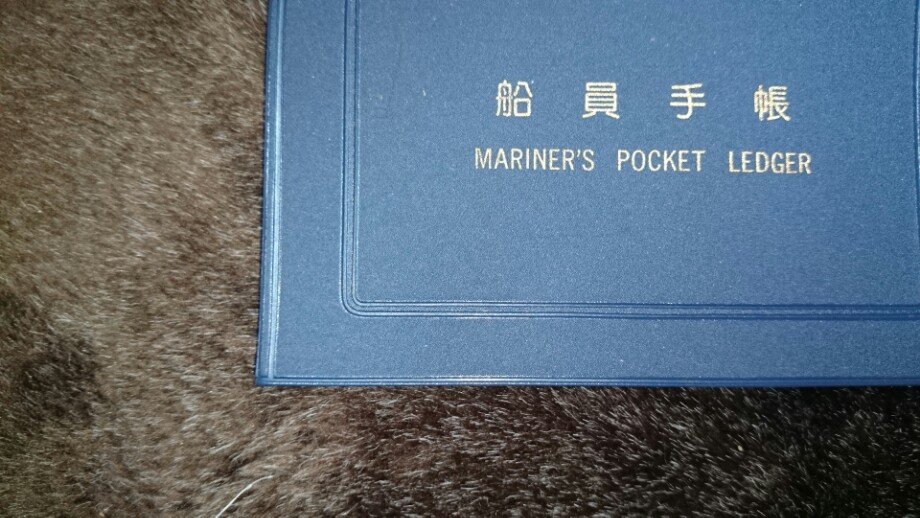 船員手帳
MARINER'S POCKET LEDGER